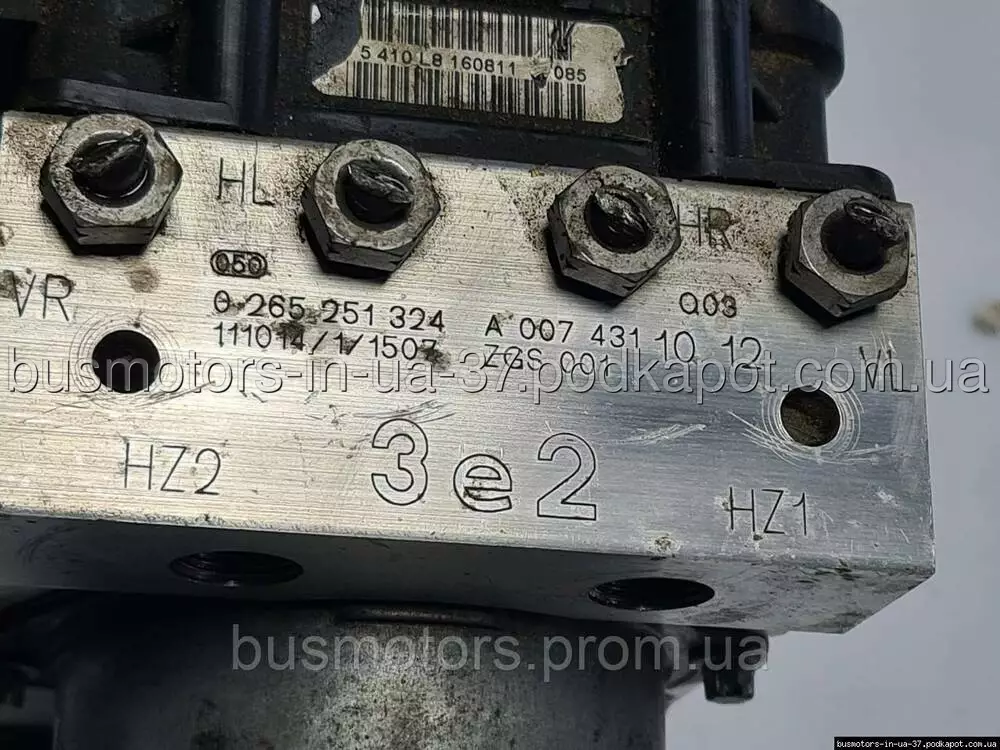 5 410 L8 160811 085
HL
HR
VR
050
0 265 251 324 A 007 431 10 12
Q03
111014/1/1507 ZGS 001
VL
busmotors-in-ua-37.podkapot.com.ua
HZ2
3e2
HZ1
busmotors.prom.ua
busmotors-in-ua-37.podkapot.com.ua